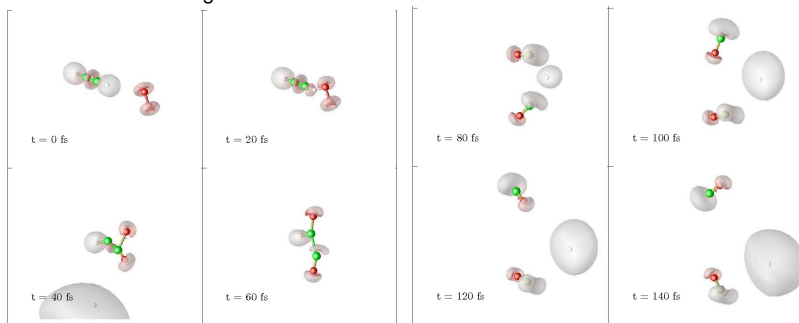 t = 0 fs
t = 20 fs
t = 80 fs
t = 100 fs
t = 40 fs
t = 60 fs
t = 120 fs
t = 140 fs